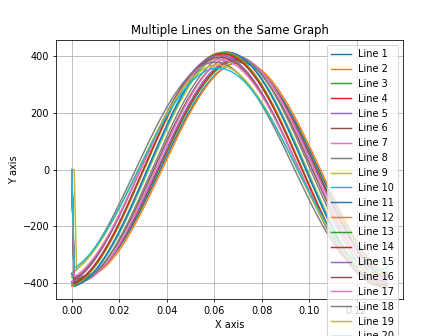 Multiple Lines on the Same Graph
Y axis
400
200
0
−200
−400
0.00
0.02
0.04
0.06
0.08
0.10
X axis
Line 1
Line 2
Line 3
Line 4
Line 5
Line 6
Line 7
Line 8
Line 9
Line 10
Line 11
Line 12
Line 13
Line 14
Line 15
Line 16
Line 17
Line 18
Line 19
Line 20